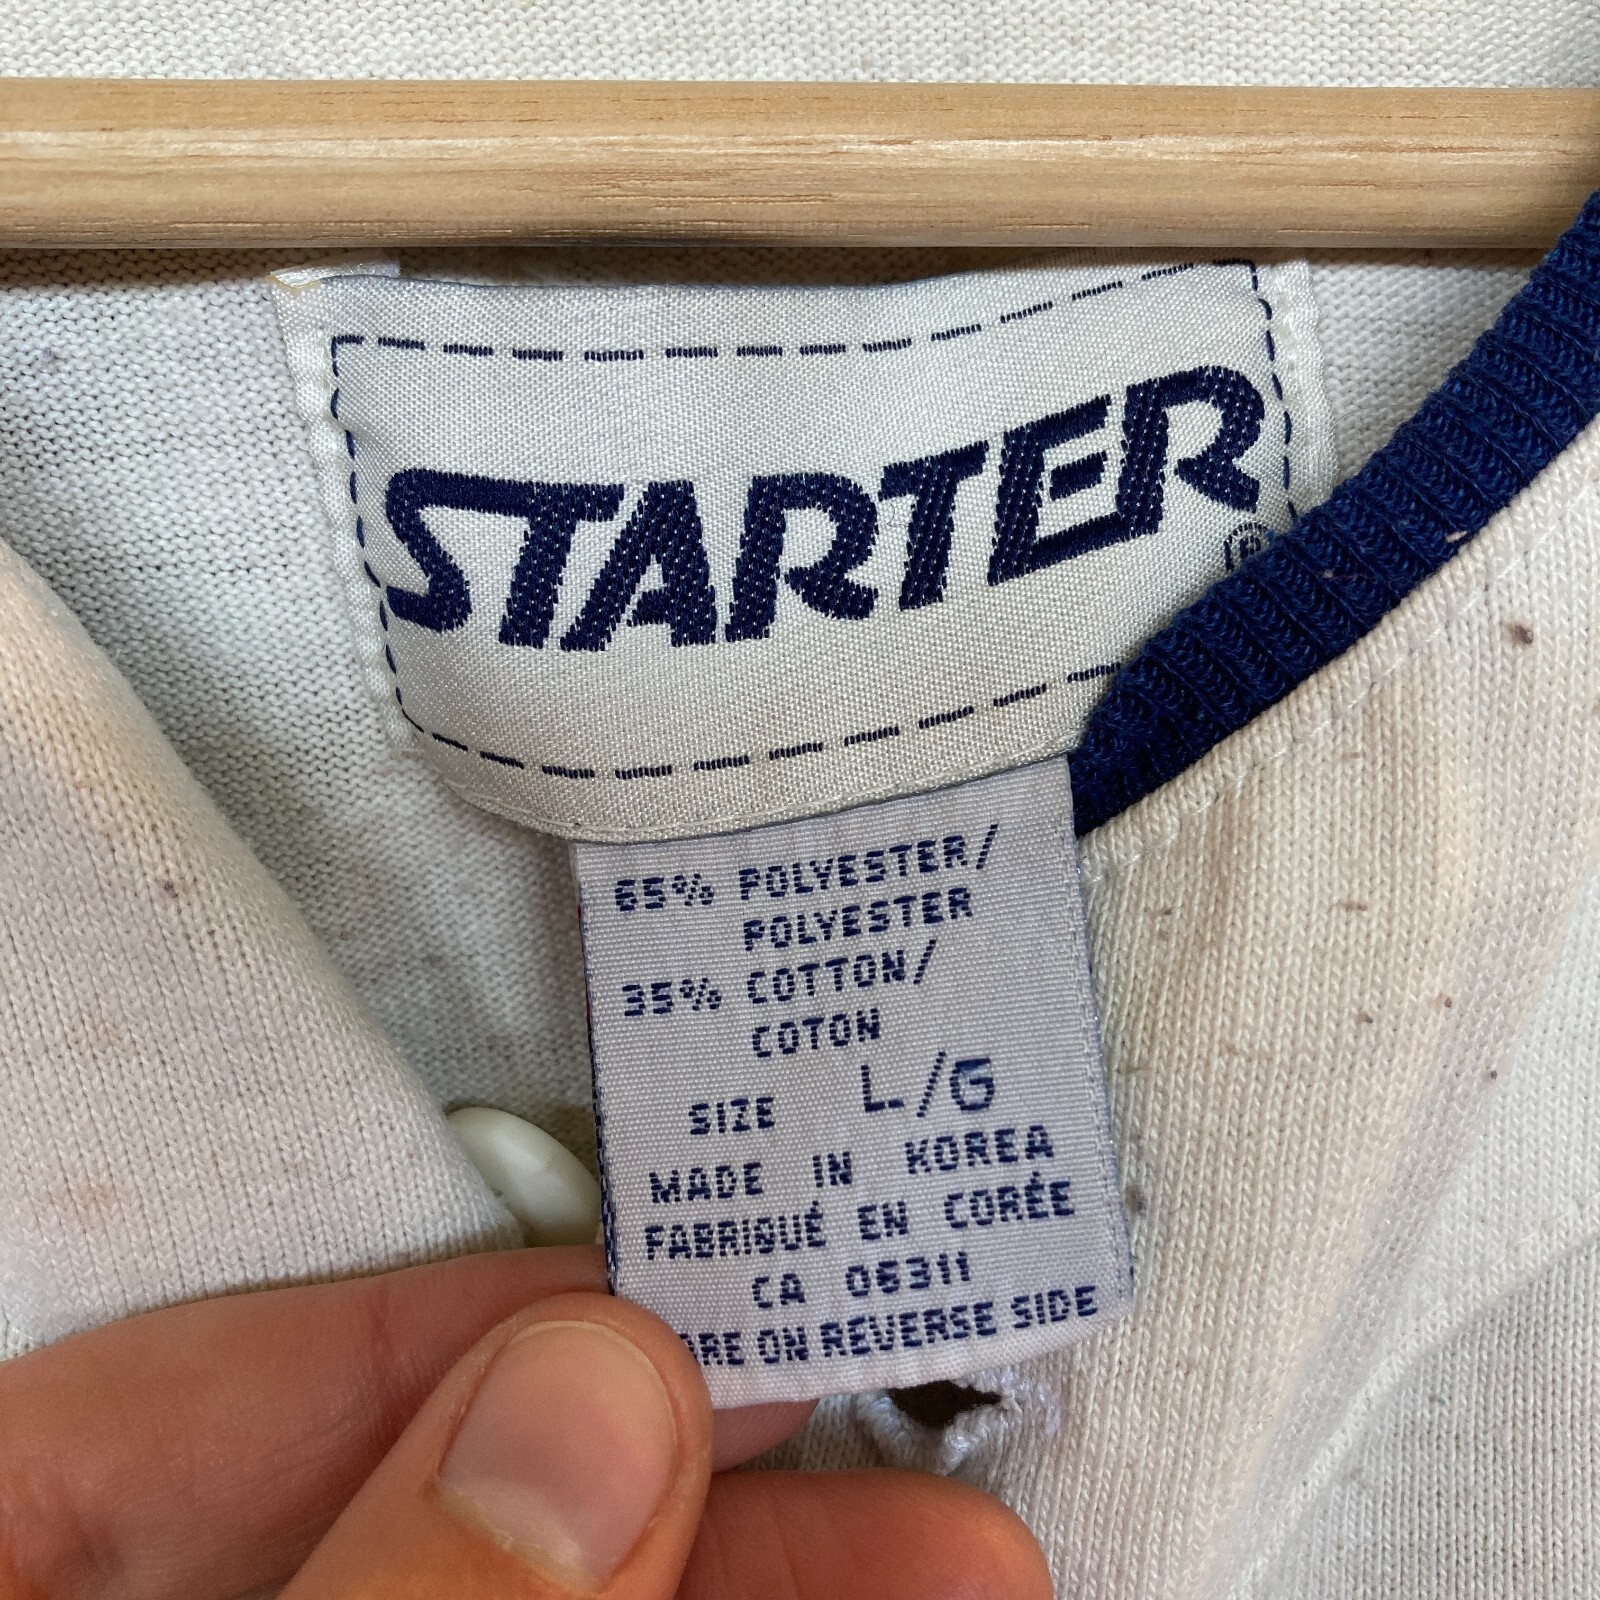 STARTER
®
65% POLYESTER/
POLYESTER
35% COTTON/
COTON
SIZE L/G
MADE IN KOREA
FABRIQUÉ EN CORÉE
CA 06311
ON REVERSE SIDE